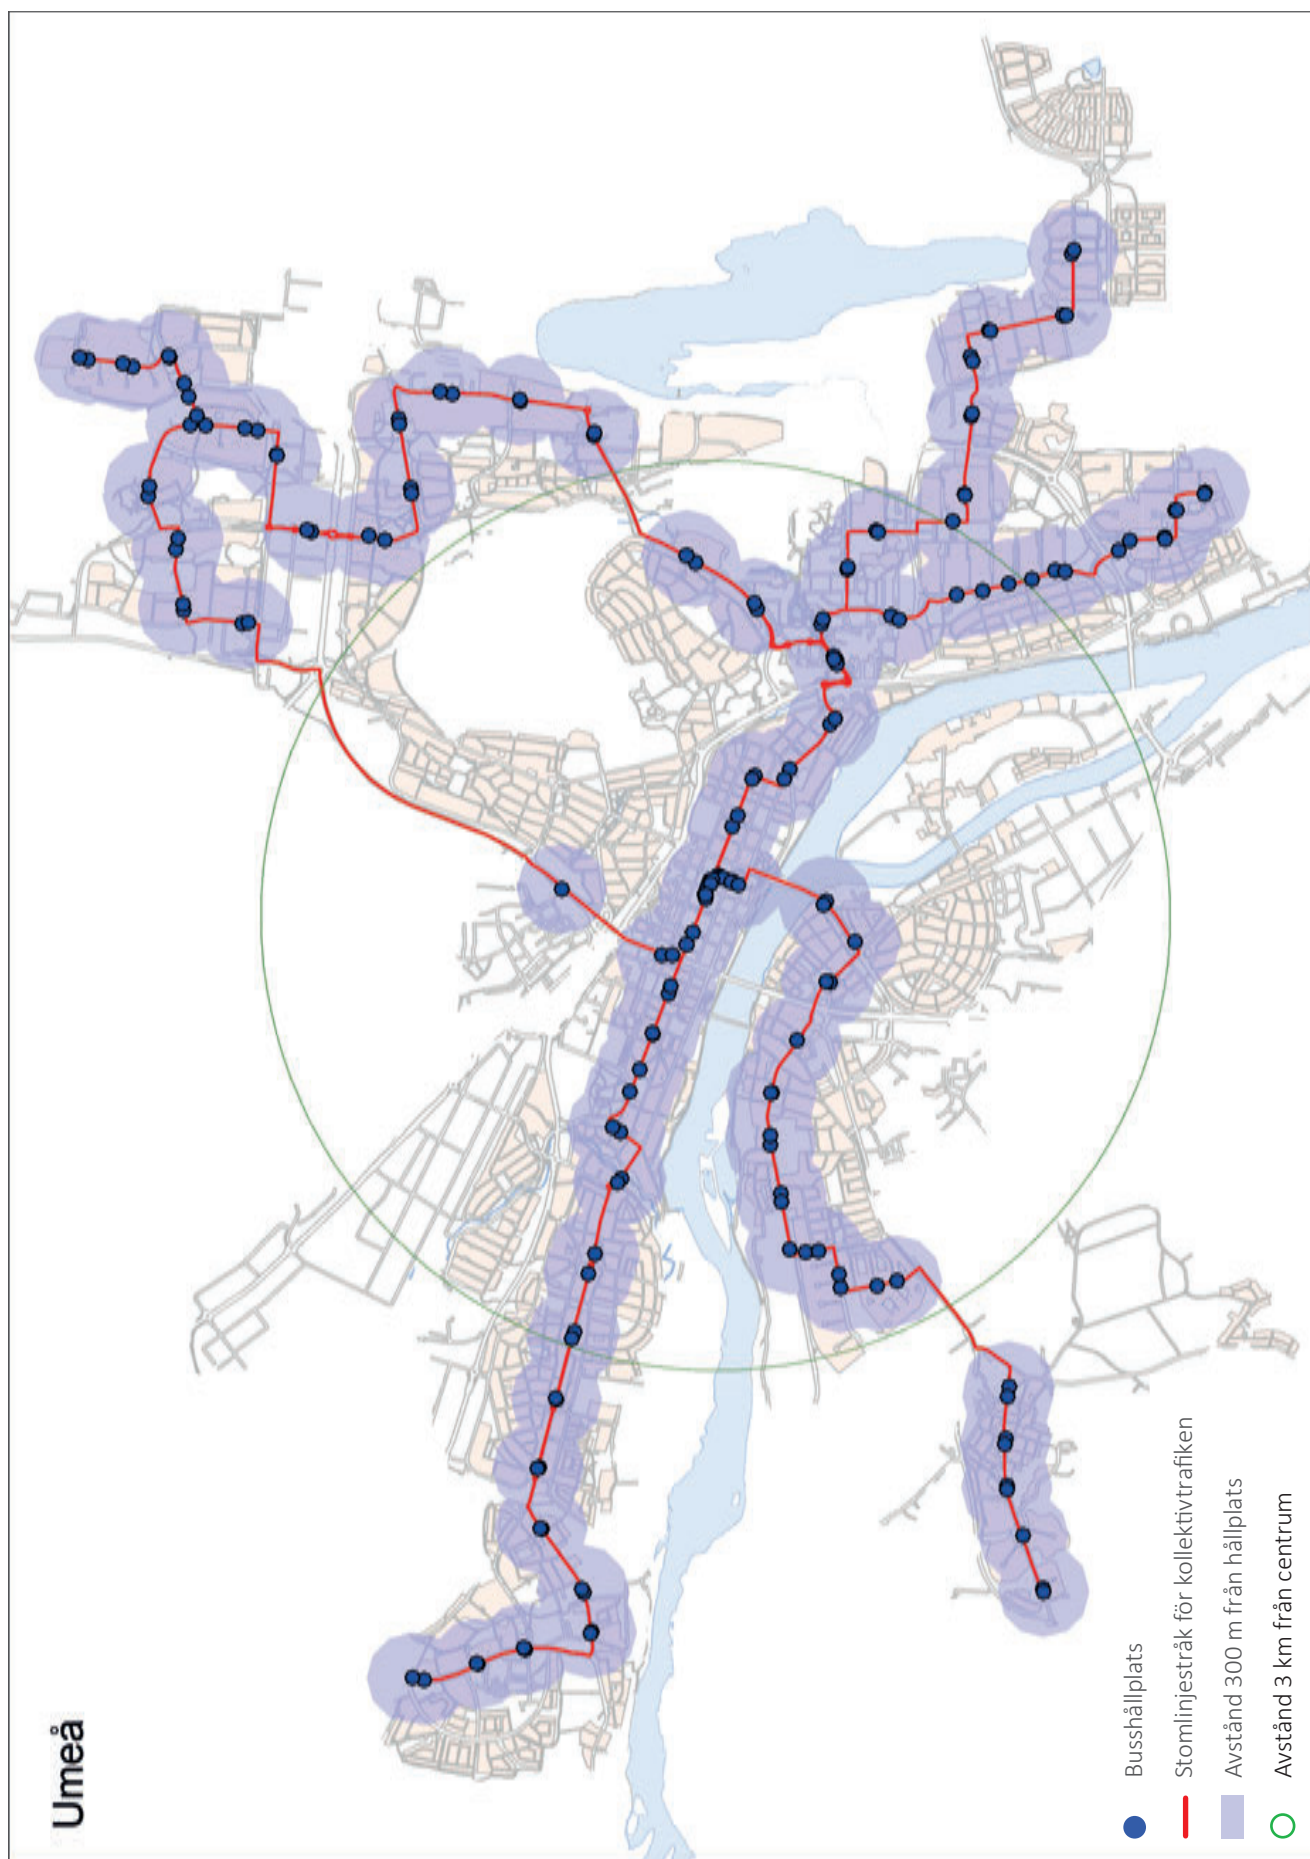 Umeå
Busshållplats
Stomlinjestråk för kollektivtrafiken
Avstånd 300 m från hållplats
Avstånd 3 km från centrum